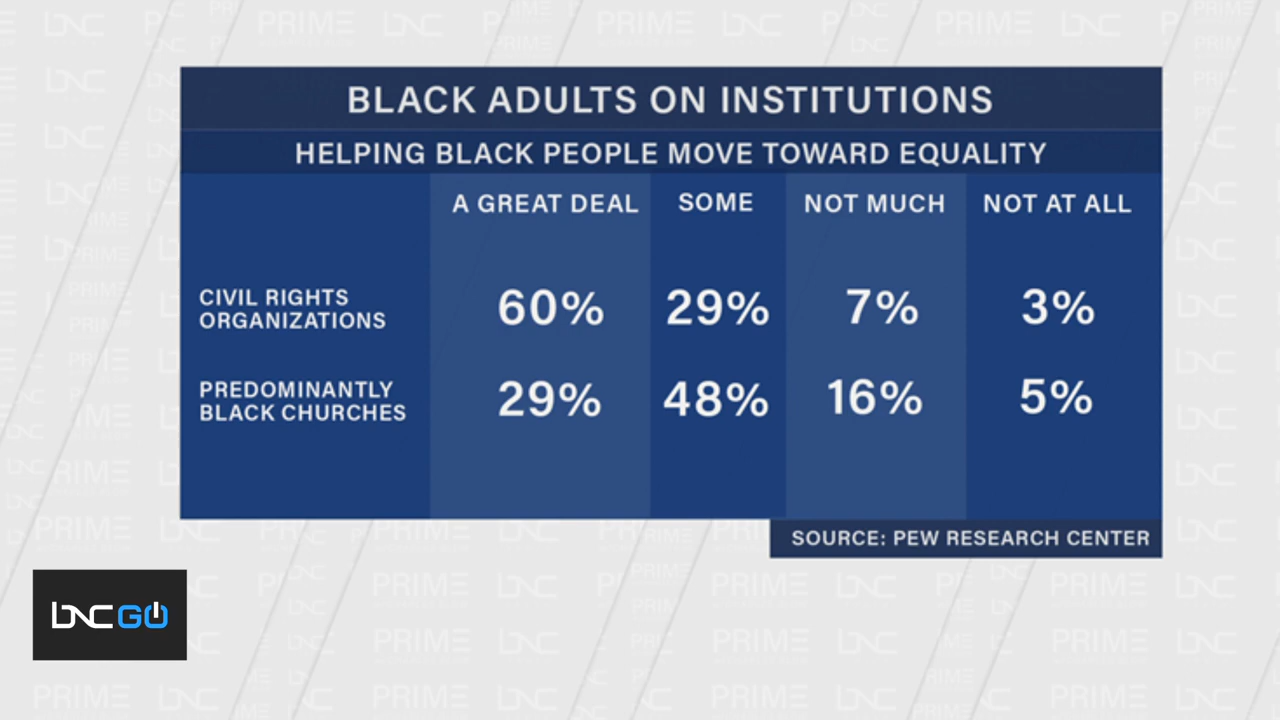 BLACK ADULTS ON INSTITUTIONS
HELPING BLACK PEOPLE MOVE TOWARD EQUALITY
A GREAT DEAL SOME NOT MUCH NOT AT ALL
CIVIL RIGHTS
ORGANIZATIONS
60% 29% 7% 3%
PREDOMINANTLY
BLACK CHURCHES
29% 48% 16% 5%
SOURCE: PEW RESEARCH CENTER
BNC GO